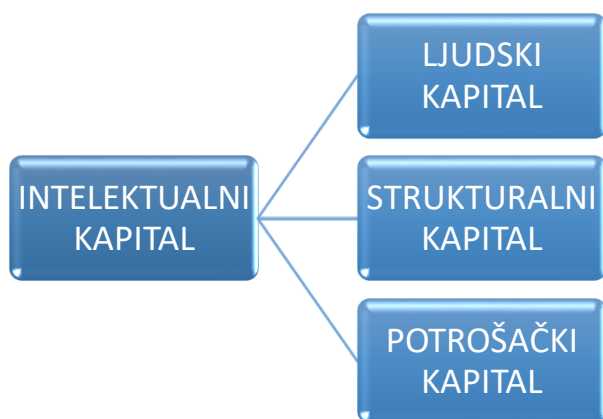 LJUDSKI
KAPITAL
INTELEKTUALNI
KAPITAL
STRUKTURALNI
KAPITAL
POTROŠAČKI
KAPITAL